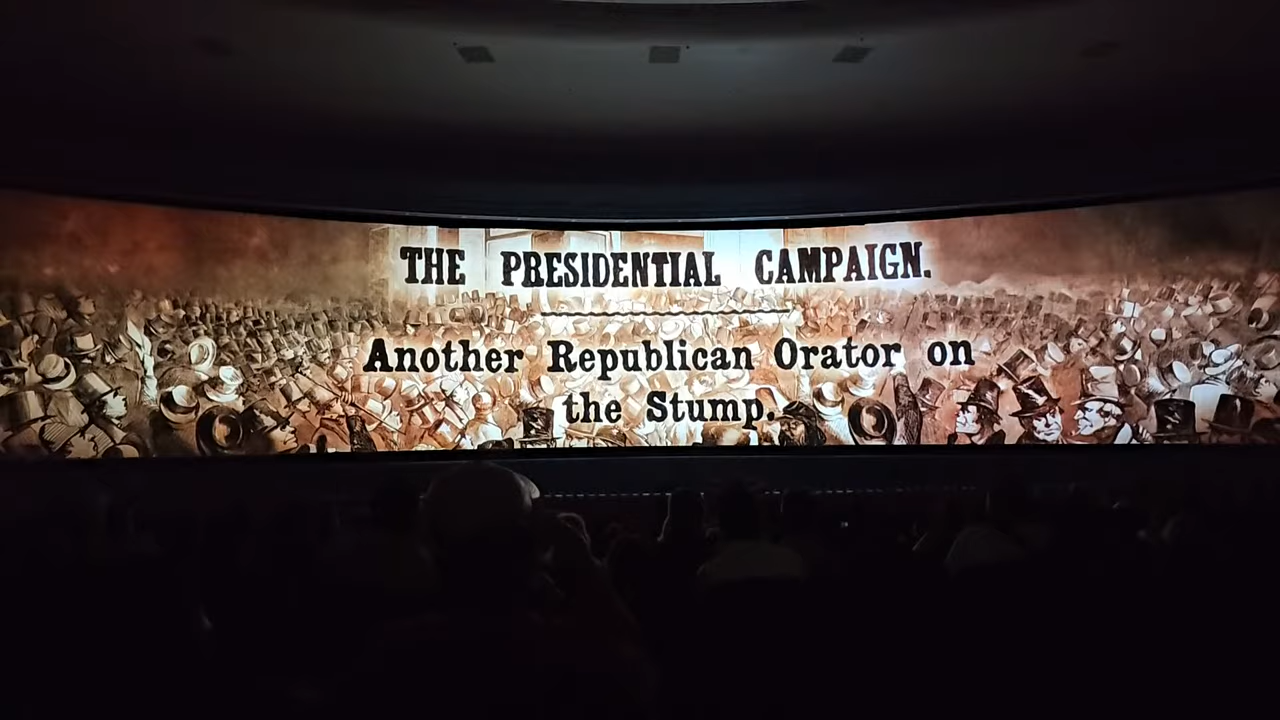 THE PRESIDENTIAL CAMPAIGN.
Another Republican Orator on
the Stump.